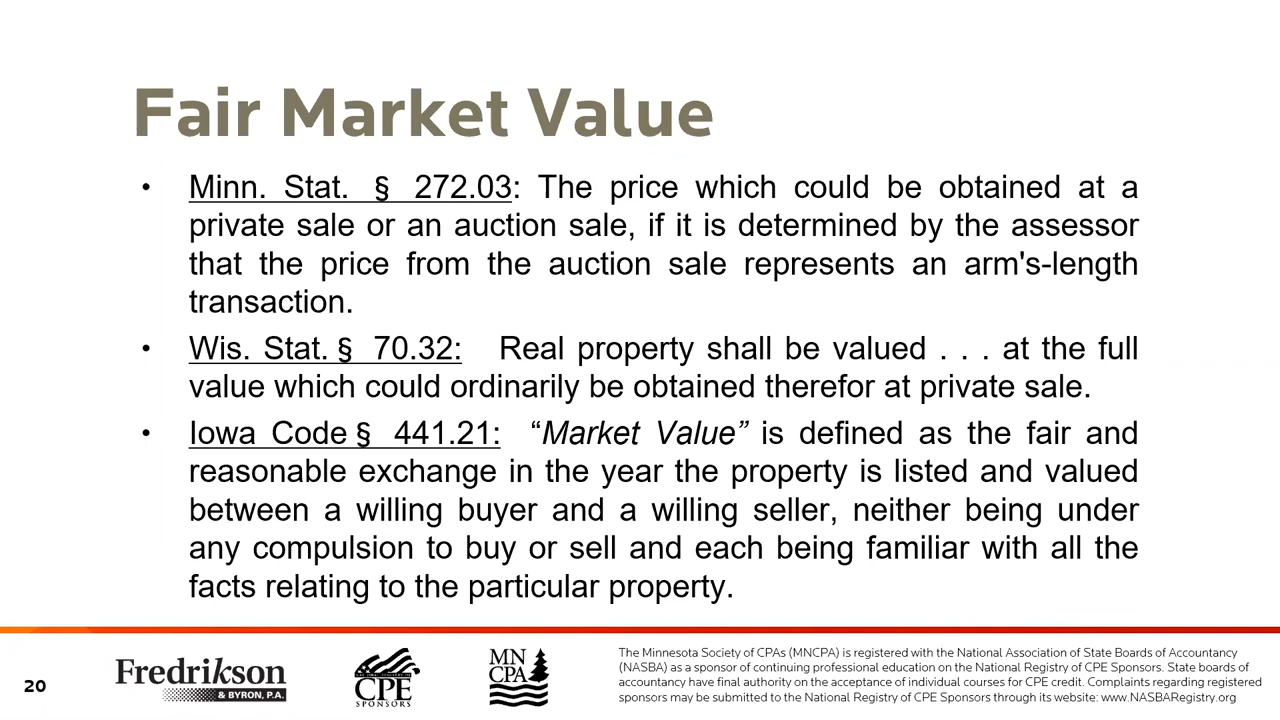 Fair Market Value
• Minn. Stat. § 272.03: The price which could be obtained at a
private sale or an auction sale, if it is determined by the assessor
that the price from the auction sale represents an arm's-length
transaction.
• Wis. Stat. § 70.32: Real property shall be valued . . . at the full
value which could ordinarily be obtained therefor at private sale.
• Iowa Code § 441.21: “Market Value” is defined as the fair and
reasonable exchange in the year the property is listed and valued
between a willing buyer and a willing seller, neither being under
any compulsion to buy or sell and each being familiar with all the
facts relating to the particular property.
20
Fredrikson
& BYRON, P.A.
CPE
SPONSORS
MN
CPA
The Minnesota Society of CPAs (MNCPA) is registered with the National Association of State Boards of Accountancy
(NASBA) as a sponsor of continuing professional education on the National Registry of CPE Sponsors. State boards of
accountancy have final authority on the acceptance of individual courses for CPE credit. Complaints regarding registered
sponsors may be submitted to the National Registry of CPE Sponsors through its website: www.NASBARegistry.org